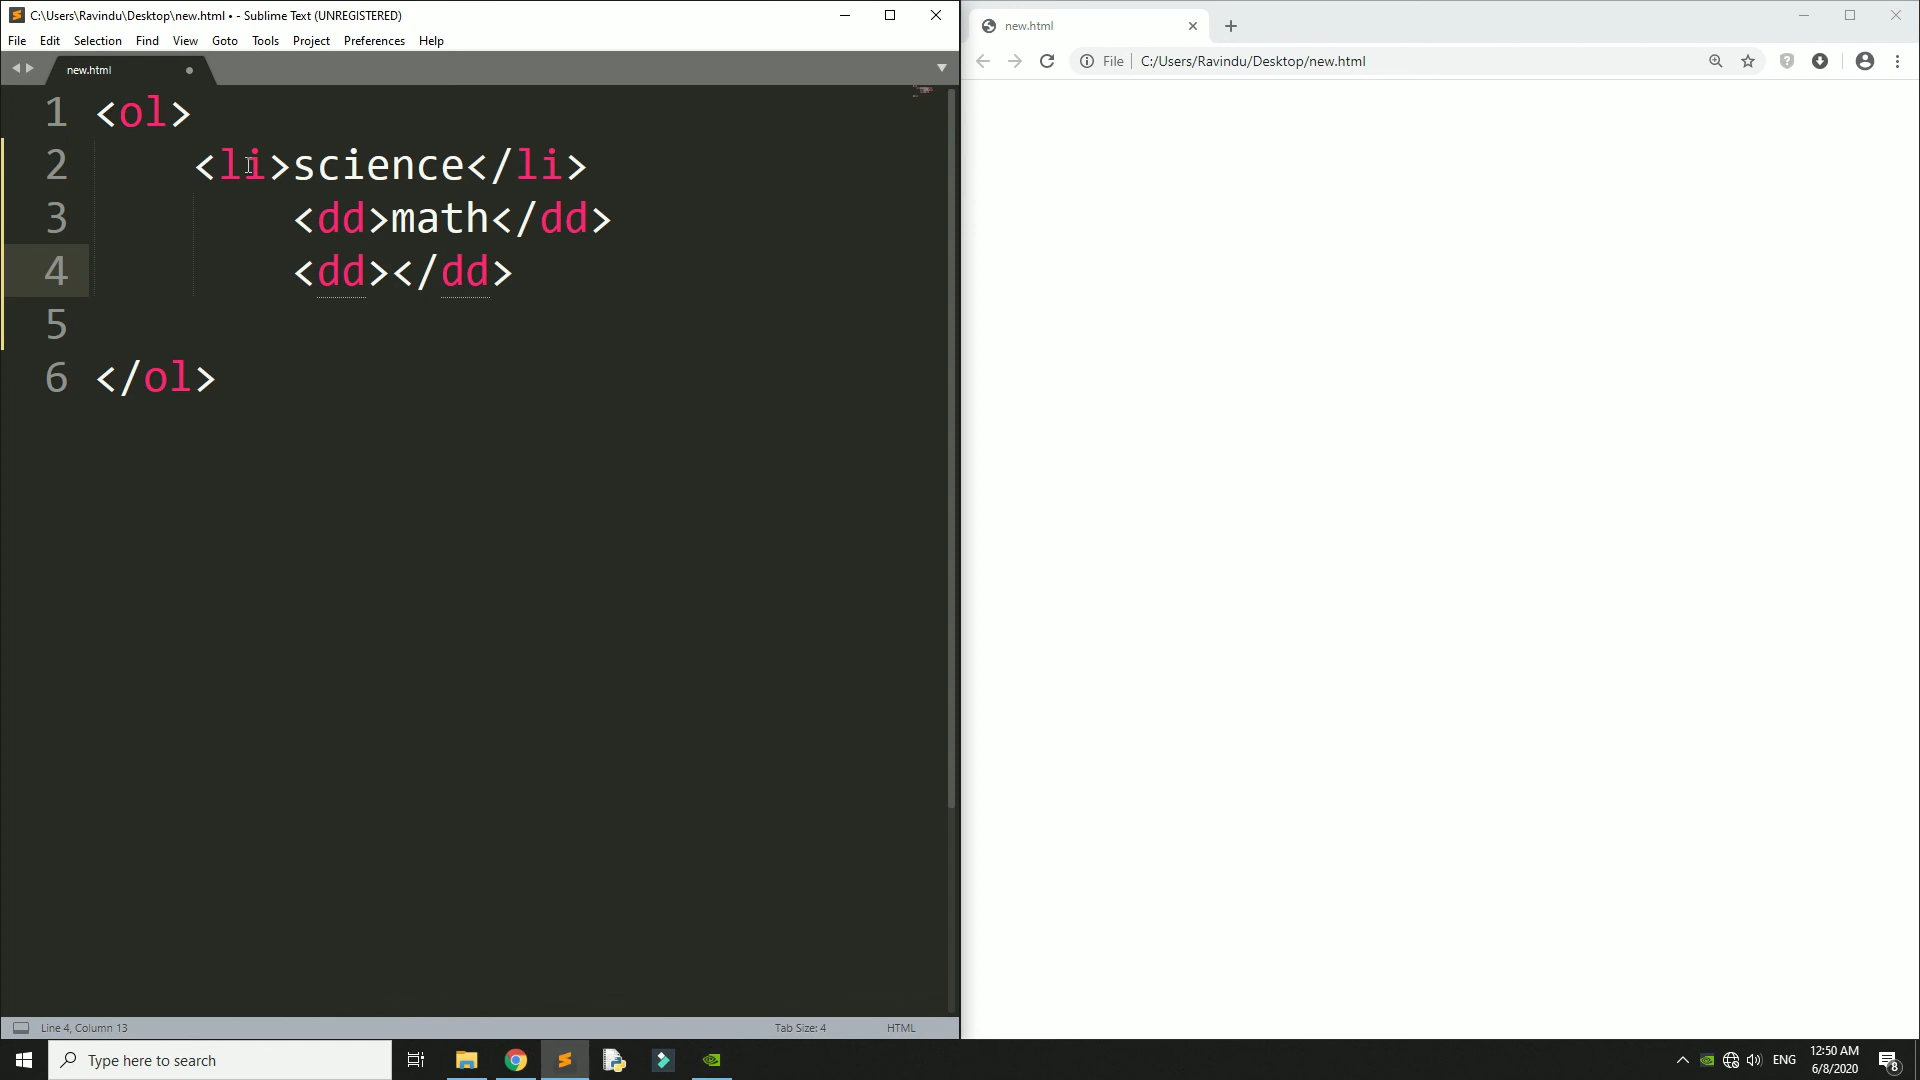 C:\Users\Ravindu\Desktop\new.html • - Sublime Text (UNREGISTERED)
File Edit Selection Find View Goto Tools Project Preferences Help
new.html
1 <ol>
2 <li>science</li>
3 <dd>math</dd>
4 <dd></dd>
5
6 </ol>
Line 4, Column 13
Tab Size: 4
HTML
new.html
File C:/Users/Ravindu/Desktop/new.html
Type here to search
ENG
12:50 AM
6/8/2020
8